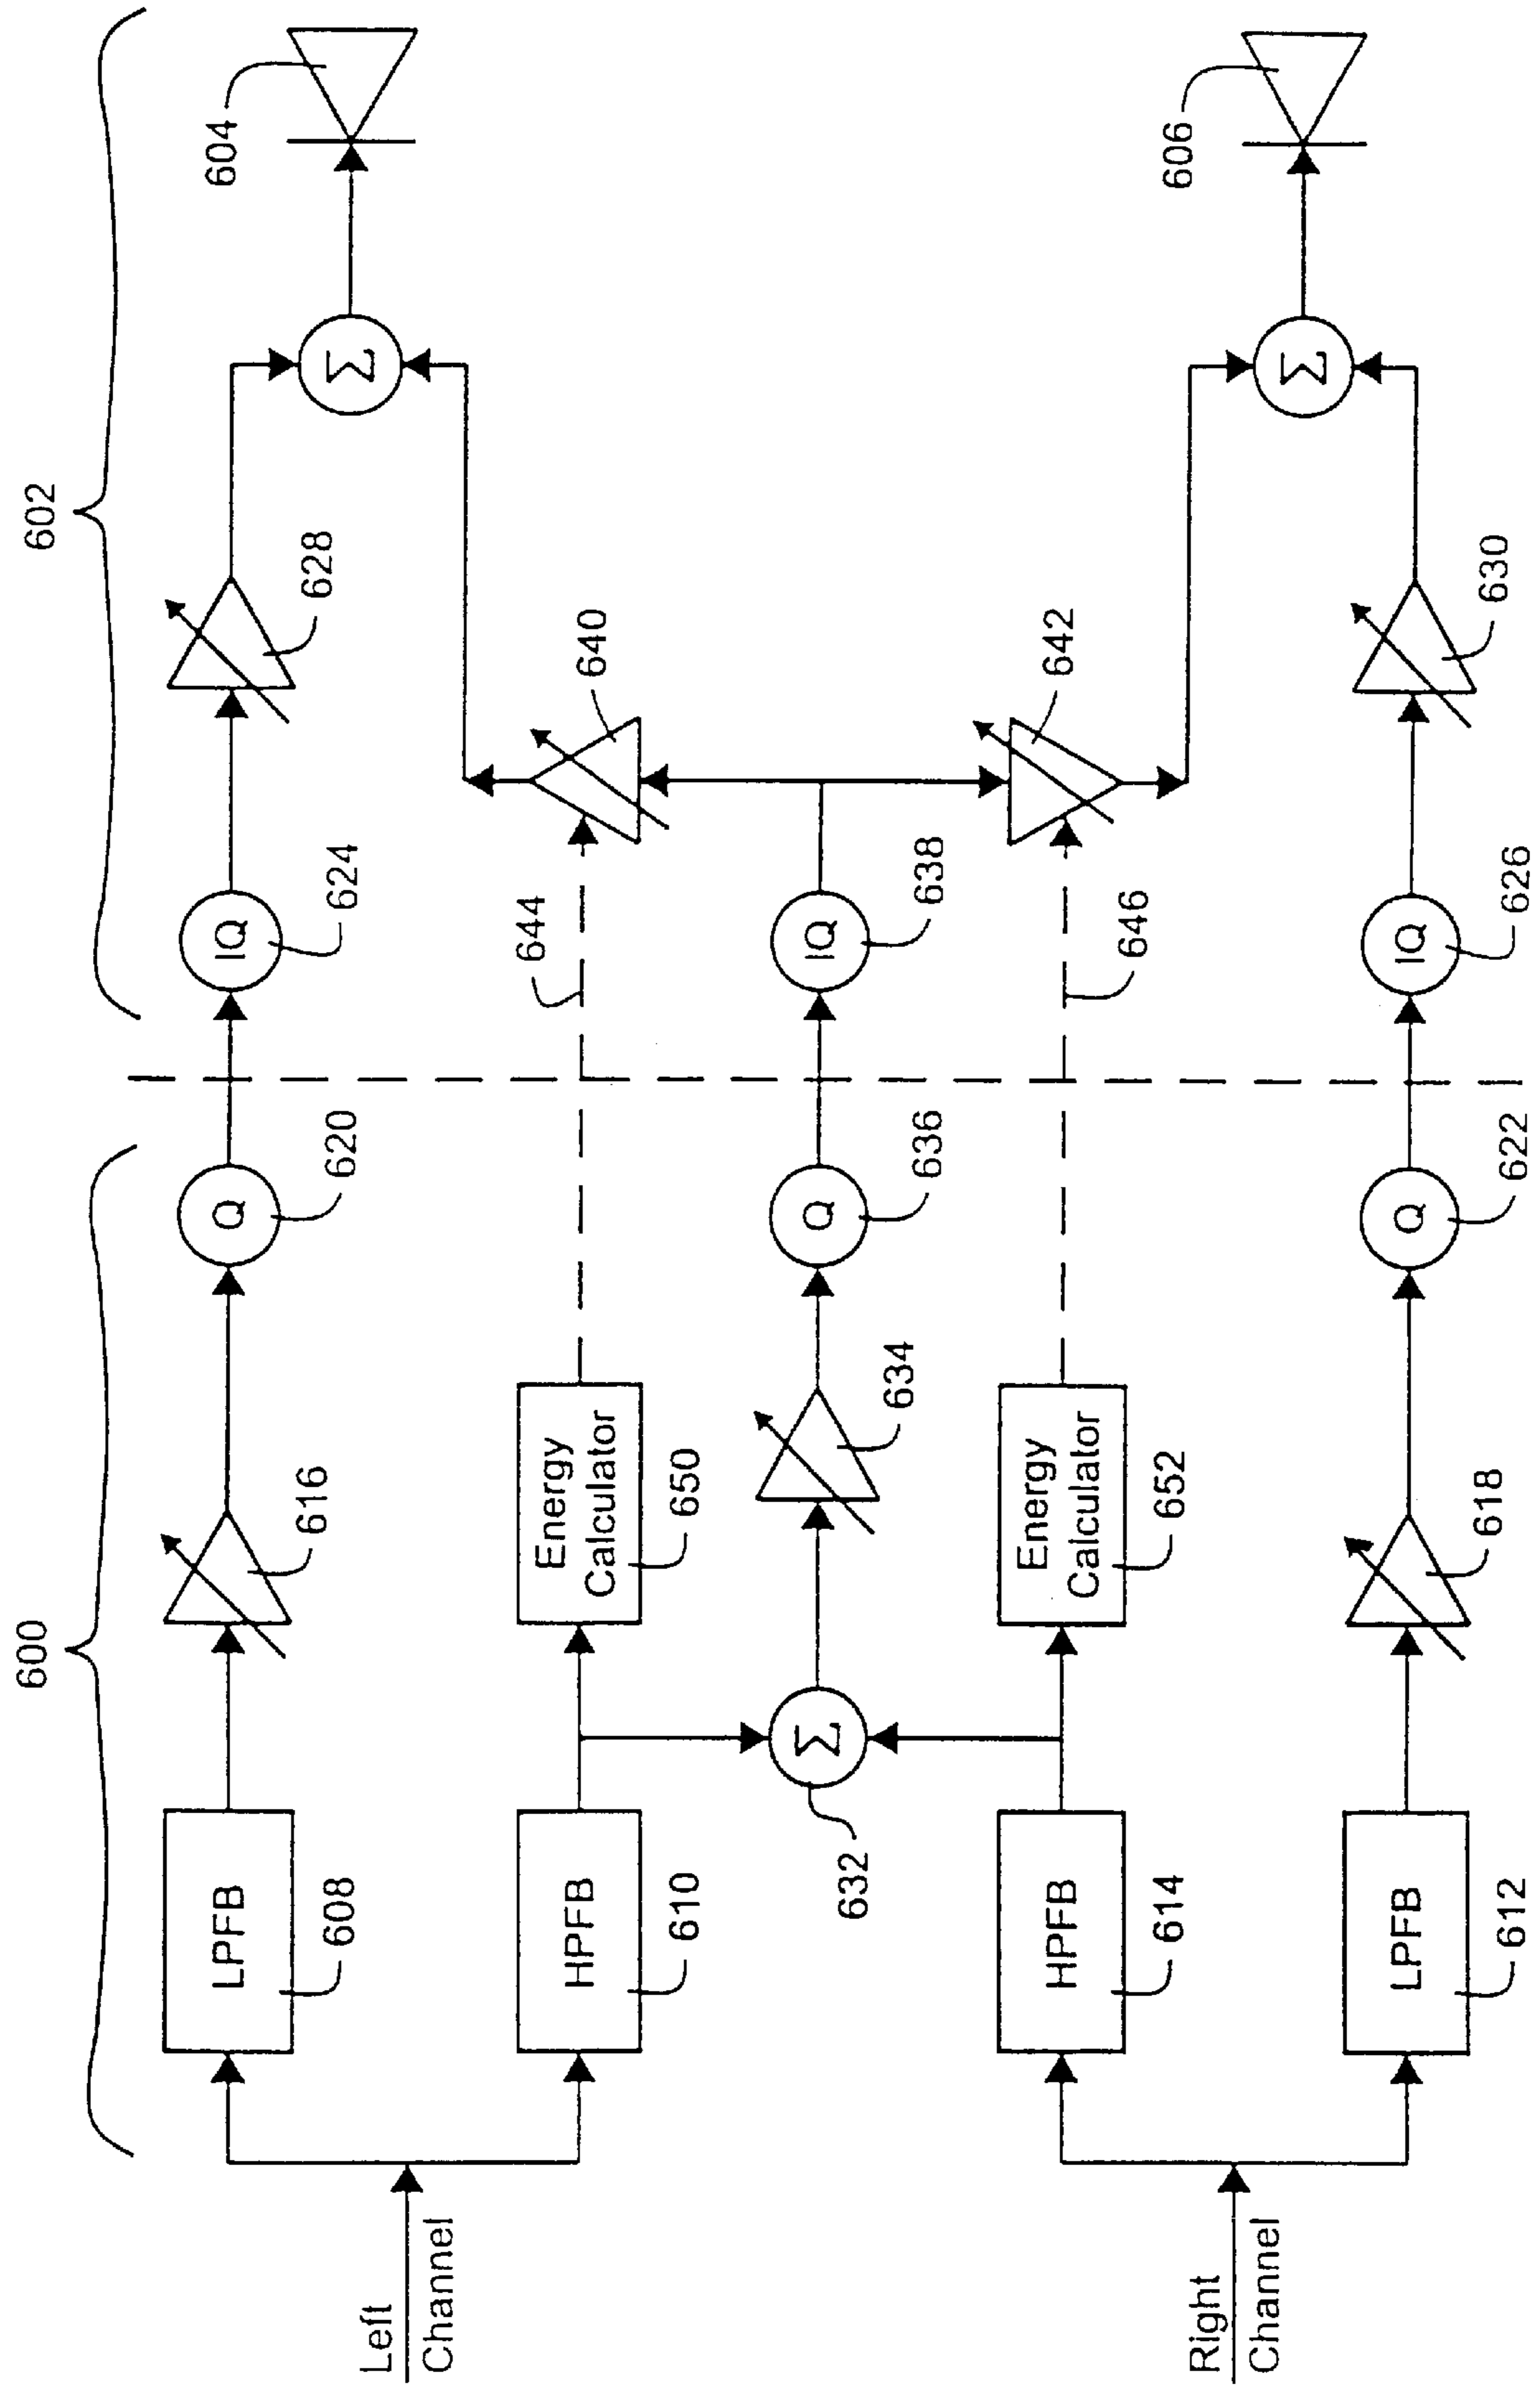 600
602
Left
Channel
Right
Channel
LPFB
608
616
Q
620
IQ
624
628
Σ
604
HPFB
610
Energy
Calculator
650
644
640
Σ
632
634
Q
636
IQ
638
HPFB
614
Energy
Calculator
652
646
642
LPFB
612
618
Q
622
IQ
626
630
Σ
606